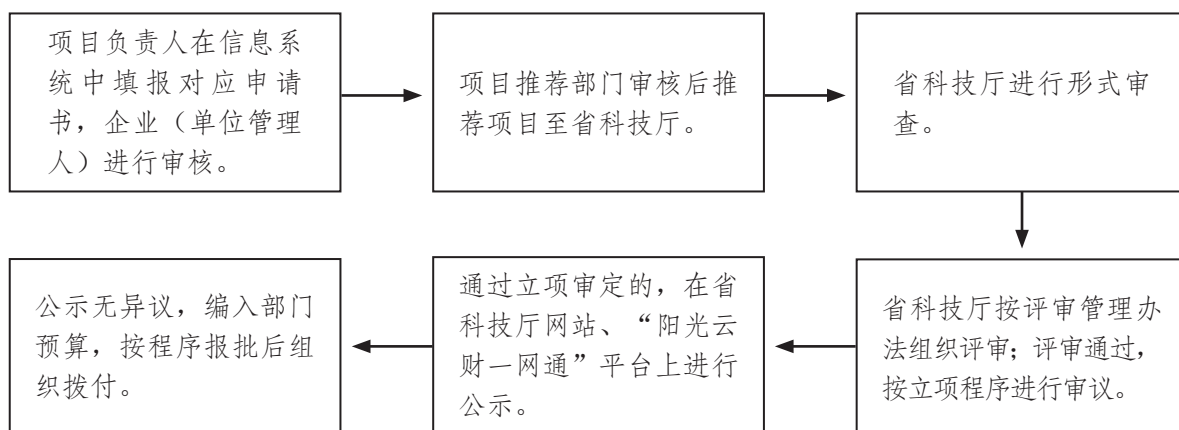 项目负责人在信息系
统中填报对应申请
书，企业（单位管理
人）进行审核。
项目推荐部门审核后推
荐项目至省科技厅。
省科技厅进行形式审
查。
省科技厅按评审管理办
法组织评审；评审通过，
按立项程序进行审议。
通过立项审定的，在省
科技厅网站、“阳光云
财一网通”平台上进行
公示。
公示无异议，编入部门
预算，按程序报批后组
织拨付。